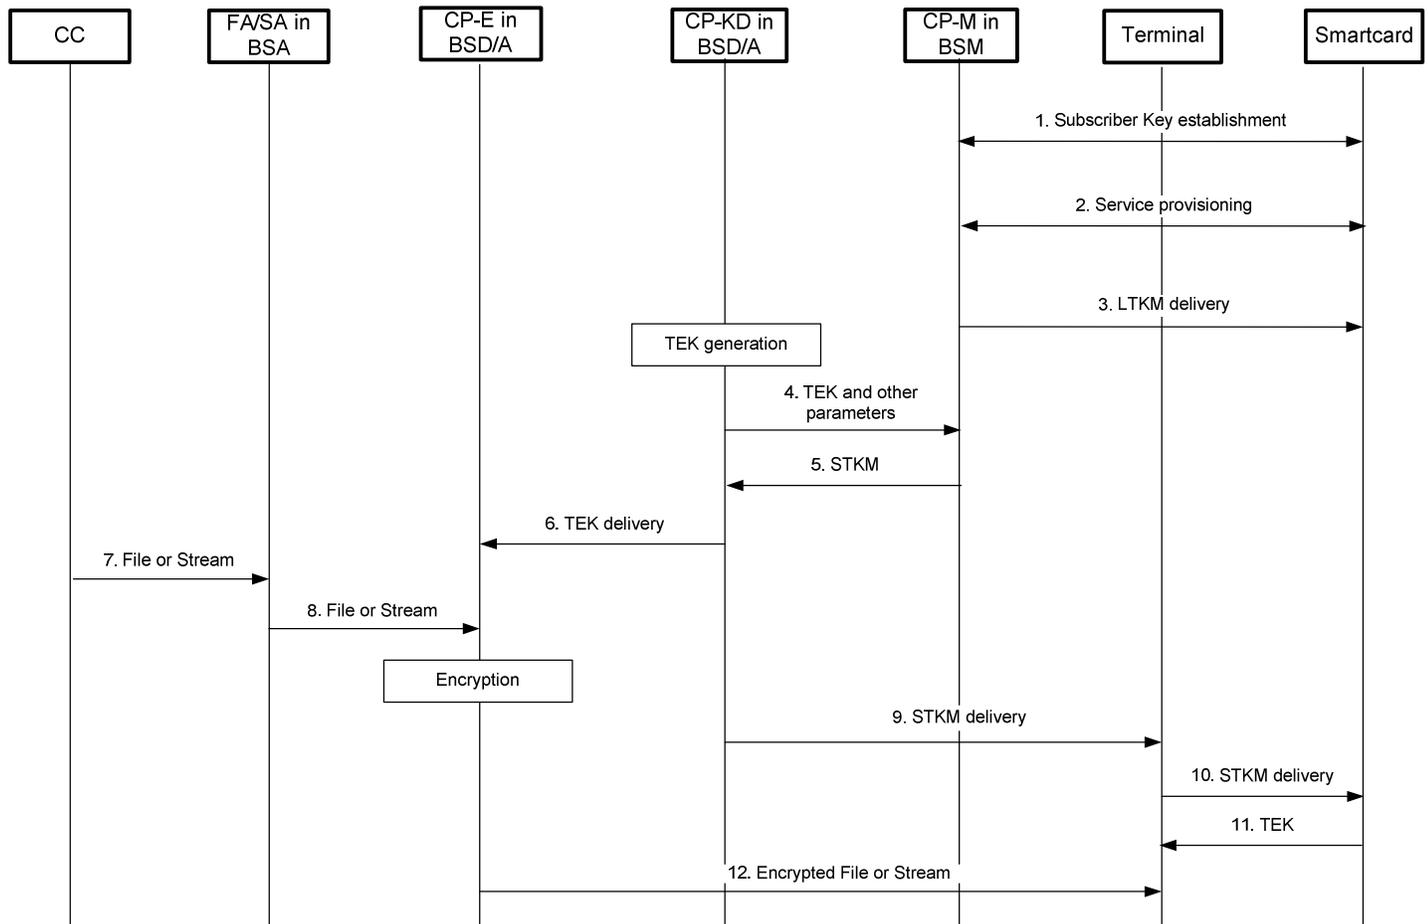 CC
FA/SA in
BSA
CP-E in
BSD/A
CP-KD in
BSD/A
CP-M in
BSM
Terminal
Smartcard
1. Subscriber Key establishment
2. Service provisioning
3. LTKM delivery
TEK generation
4. TEK and other
parameters
5. STKM
6. TEK delivery
7. File or Stream
8. File or Stream
Encryption
9. STKM delivery
10. STKM delivery
11. TEK
12. Encrypted File or Stream